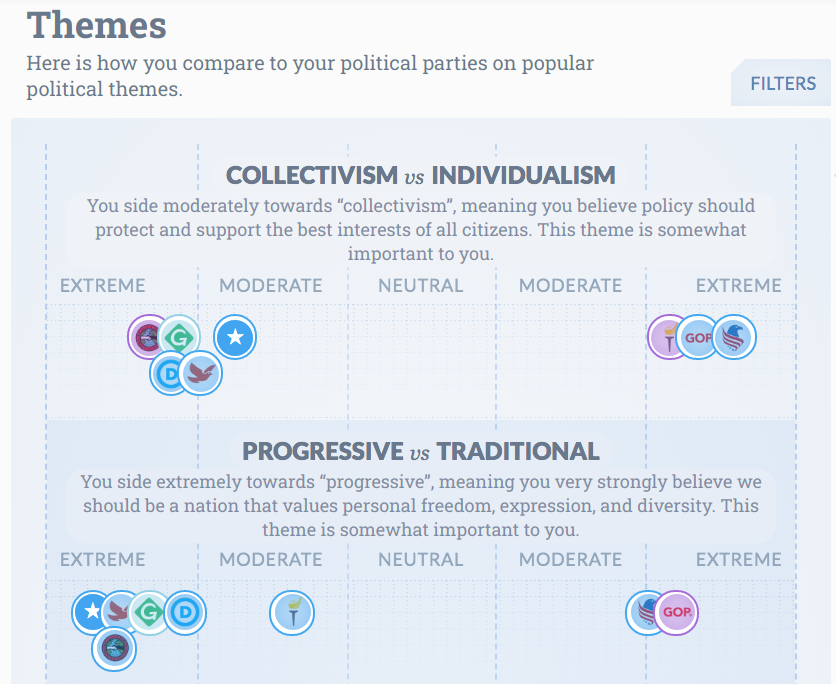 Themes
Here is how you compare to your political parties on popular
political themes.
FILTERS
COLLECTIVISM vs INDIVIDUALISM
You side moderately towards “collectivism”, meaning you believe policy should
protect and support the best interests of all citizens. This theme is somewhat
important to you.
EXTREME MODERATE NEUTRAL MODERATE EXTREME
G GOP
D
PROGRESSIVE vs TRADITIONAL
You side extremely towards “progressive”, meaning you very strongly believe we
should be a nation that values personal freedom, expression, and diversity. This
theme is somewhat important to you.
EXTREME MODERATE NEUTRAL MODERATE EXTREME
G D GOP